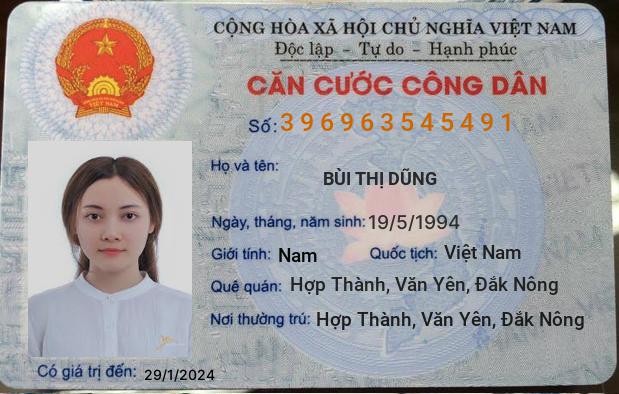 CỘNG HÒA XÃ HỘI CHỦ NGHĨA VIỆT NAM
Độc lập - Tự do - Hạnh phúc
CĂN CƯỚC CÔNG DÂN
Số: 396963545491
Họ và tên:
BÙI THỊ DŨNG
Ngày, tháng, năm sinh: 19/5/1994
Giới tính: Nam Quốc tịch: Việt Nam
Quê quán: Hợp Thành, Văn Yên, Đắk Nông
Nơi thường trú: Hợp Thành, Văn Yên, Đắk Nông
Có giá trị đến: 29/1/2024
VIỆT NAM